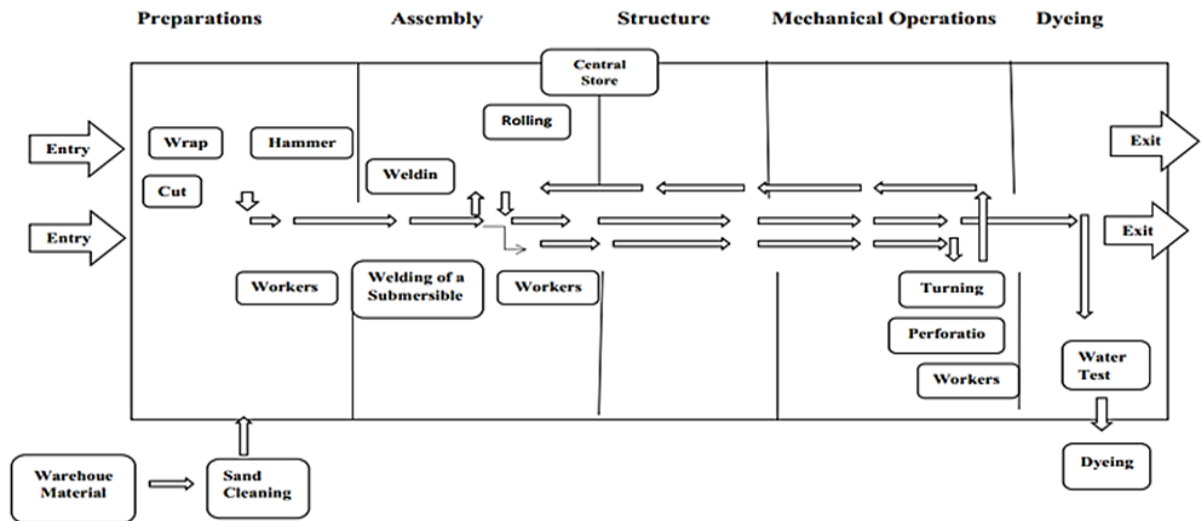 Preparations
Assembly
Structure
Mechanical Operations
Dyeing
Central
Store
Rolling
Entry
Wrap
Hammer
Exit
Weldin
Cut
Entry
Exit
Workers
Welding of a
Submersible
Workers
Turning
Perforatio
Workers
Water
Test
Warehoue
Material
Sand
Cleaning
Dyeing